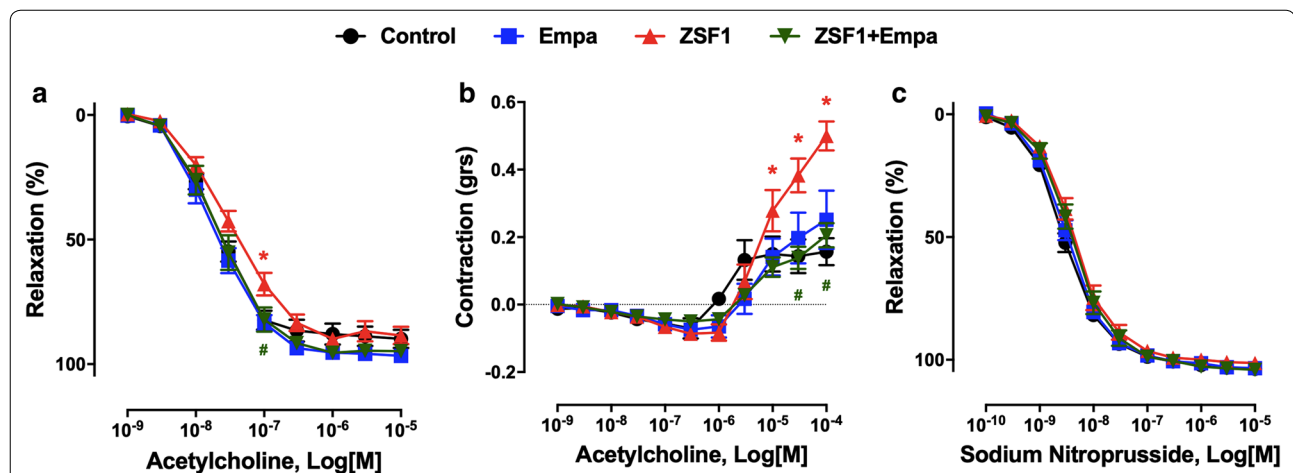 Control Empa ZSF1 ZSF1+Empa
a
0
50
100
Relaxation (%)
*
#
10-9 10-8 10-7 10-6 10-5
Acetylcholine, Log[M]
b
0.6
0.4
0.2
0.0
-0.2
Contraction (grs)
* * *
# #
10-9 10-8 10-7 10-6 10-5 10-4
Acetylcholine, Log[M]
c
0
50
100
Relaxation (%)
10-10 10-9 10-8 10-7 10-6 10-5
Sodium Nitroprusside, Log[M]